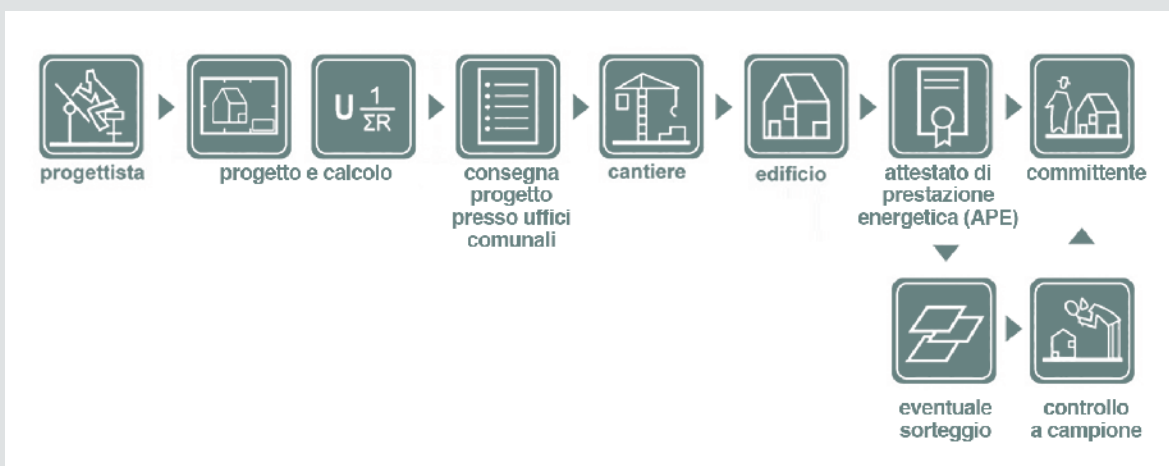 U 1/ΣR
progettista
progetto e calcolo
consegna
progetto
presso uffici
comunali
cantiere
edificio
attestato di
prestazione
energetica (APE)
committente
eventuale
sorteggio
controllo
a campione